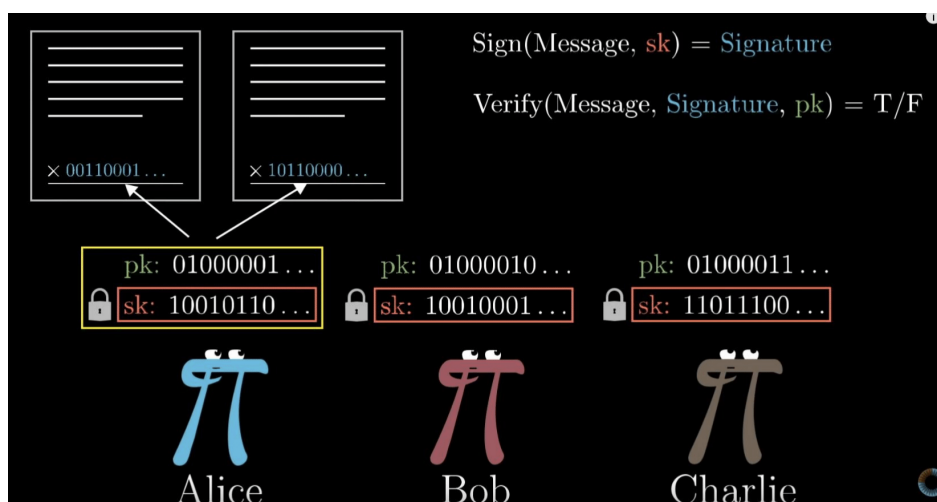 Sign(Message, sk) = Signature
Verify(Message, Signature, pk) = T/F
× 00110001...
× 10110000...
pk: 01000001...
sk: 10010110...
pk: 01000010...
sk: 10010001...
pk: 01000011...
sk: 11011100...
Alice
Bob
Charlie